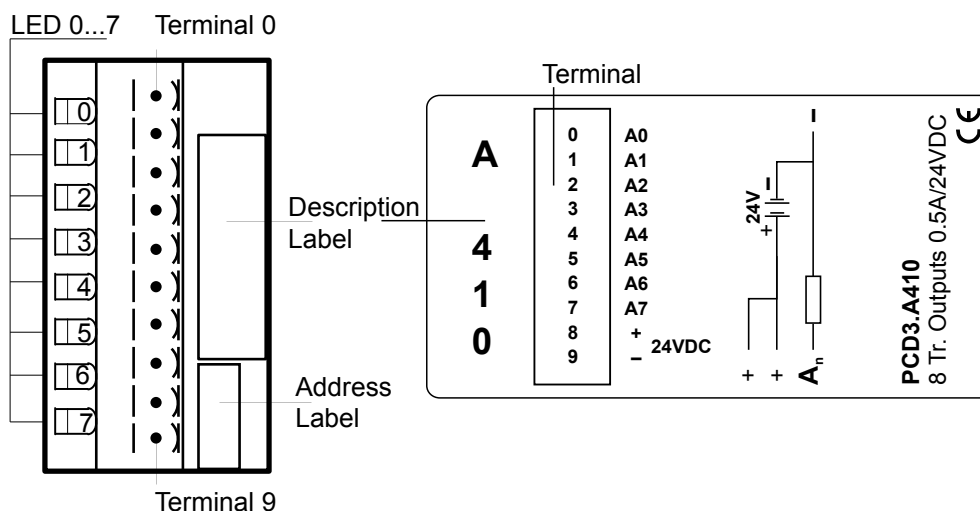 LED 0...7
Terminal 0
0
1
2
3
4
5
6
7
Description
Label
Address
Label
Terminal 9
Terminal
A
4
1
0
0 A0
1 A1
2 A2
3 A3
4 A4
5 A5
6 A6
7 A7
8 +
9 –
24VDC
–
–
24V
+
+ + An
PCD3.A410
8 Tr. Outputs 0.5A/24VDC
CE